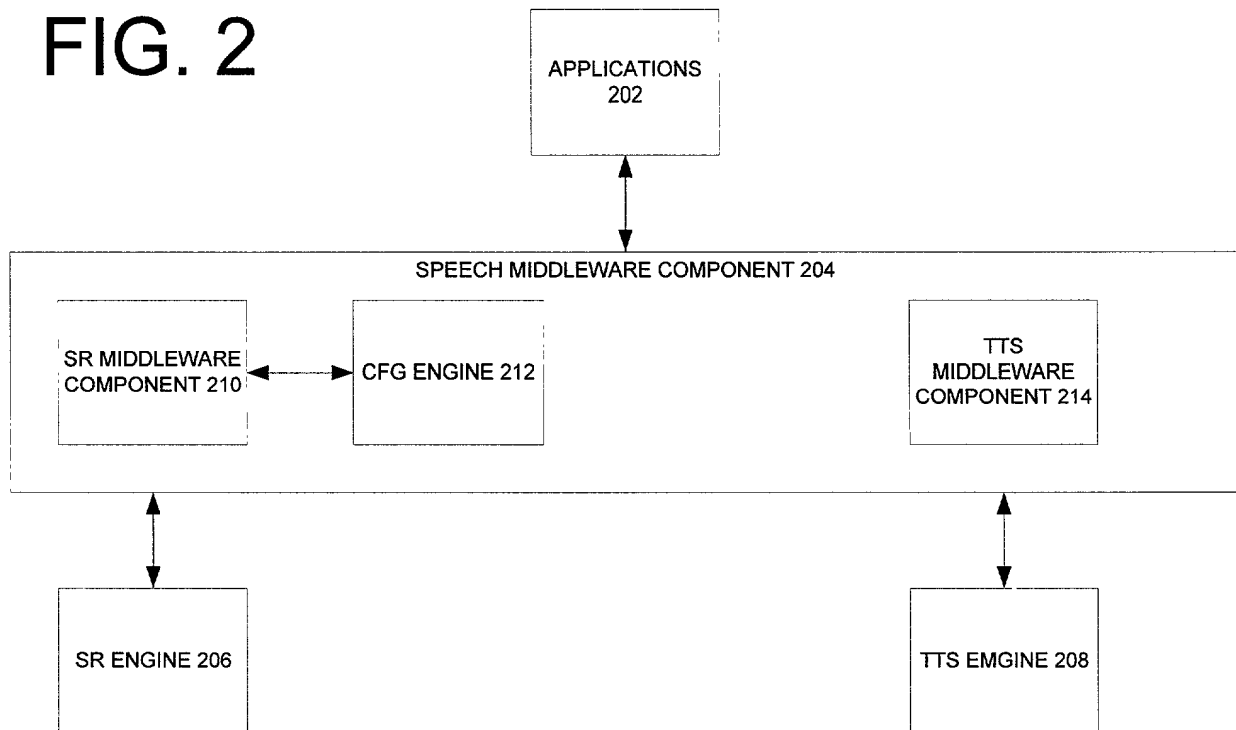 FIG. 2
APPLICATIONS
202
SPEECH MIDDLEWARE COMPONENT 204
SR MIDDLEWARE
COMPONENT 210
CFG ENGINE 212
TTS
MIDDLEWARE
COMPONENT 214
SR ENGINE 206
TTS EMGINE 208